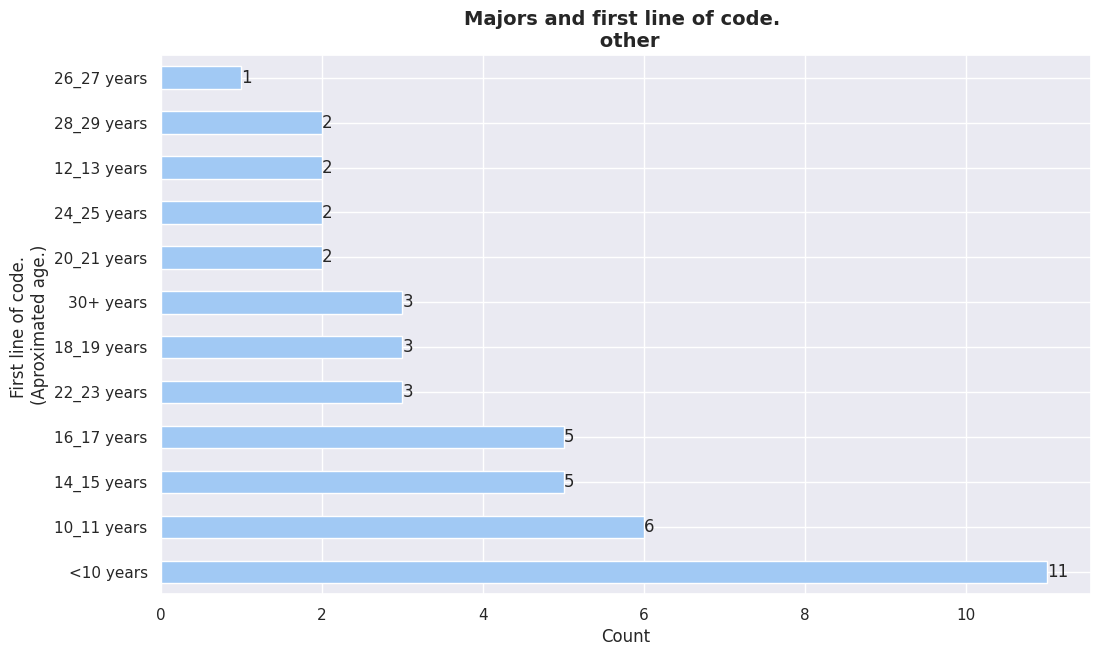 Majors and first line of code.
other
26_27 years
1
28_29 years
2
12_13 years
2
24_25 years
2
20_21 years
2
30+ years
3
18_19 years
3
22_23 years
3
16_17 years
5
14_15 years
5
10_11 years
6
<10 years
11
0 2 4 6 8 10
Count
First line of code.
(Aproximated age.)